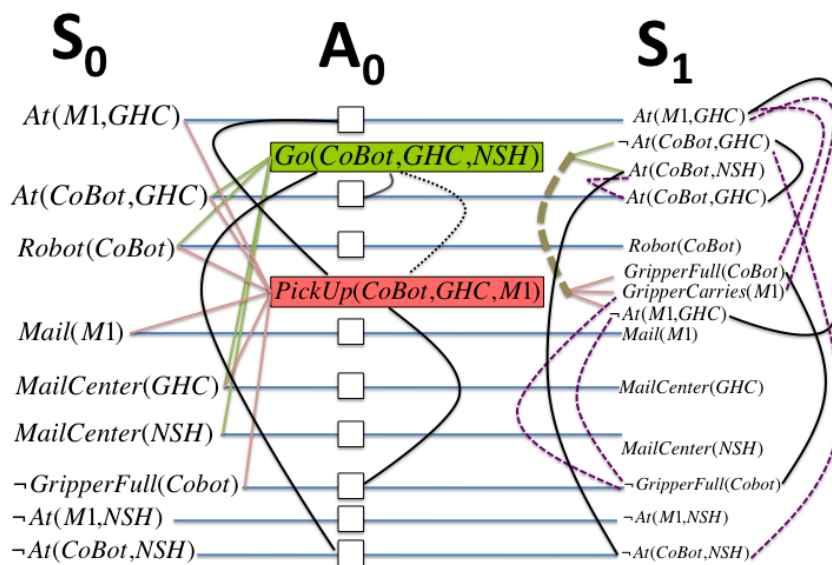 S0 A0 S1
At(M1,GHC)
At(CoBot,GHC)
Robot(CoBot)
Mail(M1)
MailCenter(GHC)
MailCenter(NSH)
¬GripperFull(Cobot)
¬At(M1,NSH)
¬At(CoBot,NSH)
Go(CoBot,GHC,NSH)
PickUp(CoBot,GHC,M1)
At(M1,GHC)
¬At(CoBot,GHC)
At(CoBot,NSH)
At(CoBot,GHC)
Robot(CoBot)
GripperFull(CoBot)
GripperCarries(M1)
¬At(M1,GHC)
Mail(M1)
MailCenter(GHC)
MailCenter(NSH)
¬GripperFull(Cobot)
¬At(M1,NSH)
¬At(CoBot,NSH)